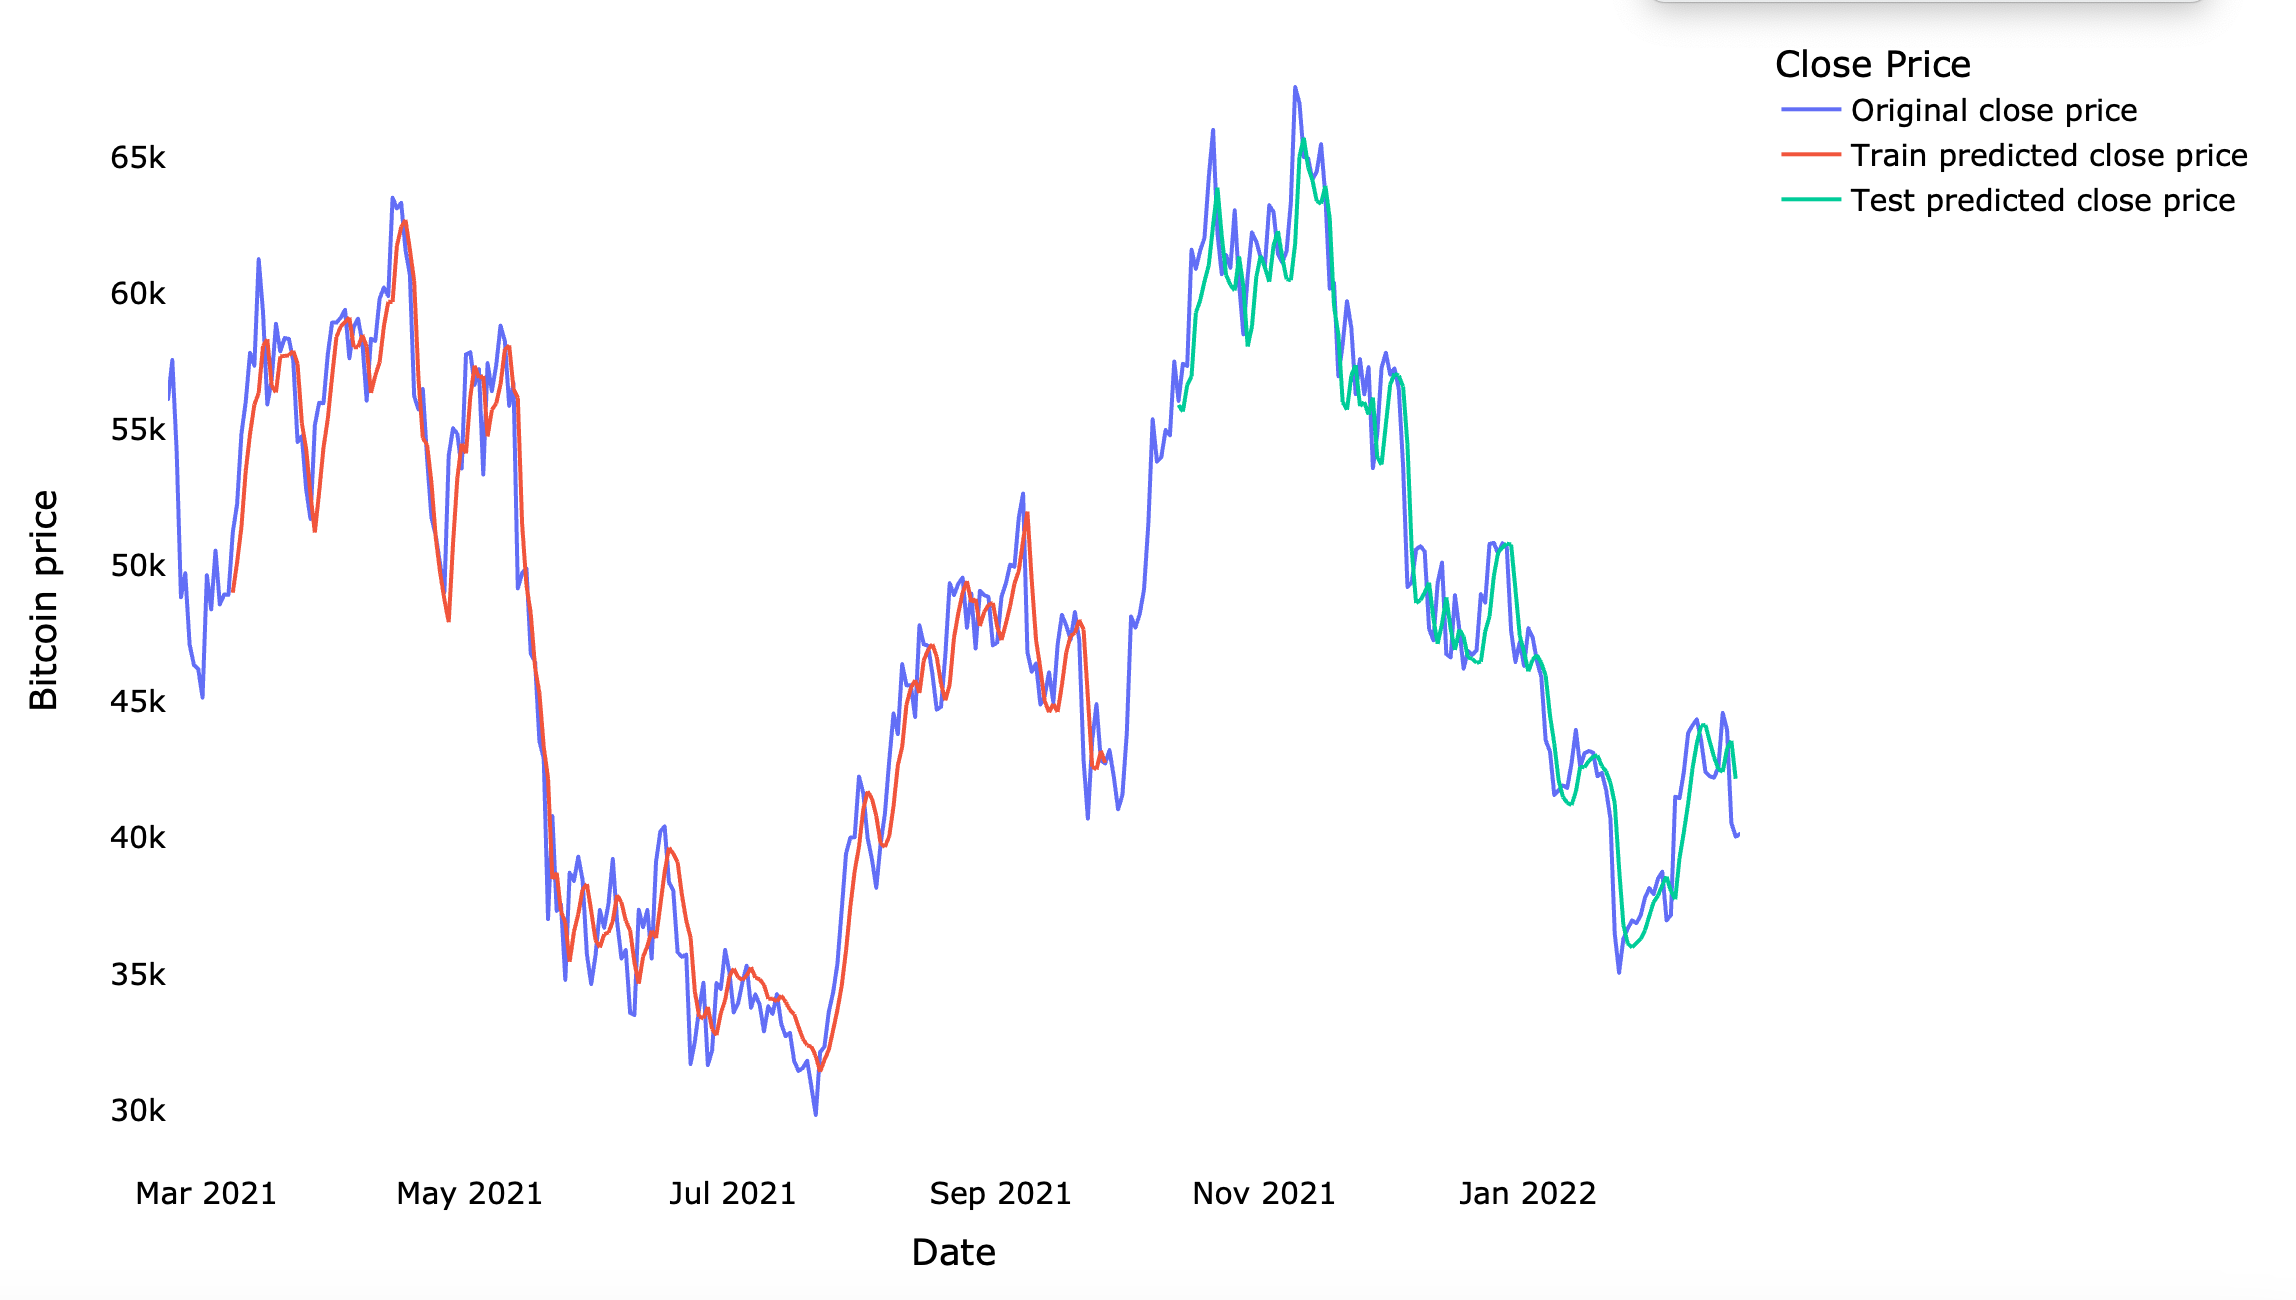 Close Price
Original close price
Train predicted close price
Test predicted close price
65k
60k
55k
50k
45k
40k
35k
30k
Bitcoin price
Mar 2021
May 2021
Jul 2021
Sep 2021
Nov 2021
Jan 2022
Date